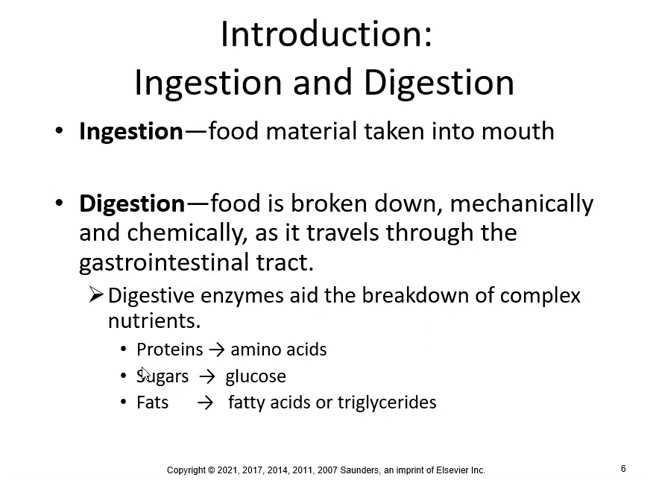 Introduction:
Ingestion and Digestion
• Ingestion—food material taken into mouth
• Digestion—food is broken down, mechanically
and chemically, as it travels through the
gastrointestinal tract.
➢ Digestive enzymes aid the breakdown of complex
nutrients.
• Proteins → amino acids
• Sugars → glucose
• Fats → fatty acids or triglycerides
Copyright © 2021, 2017, 2014, 2011, 2007 Saunders, an imprint of Elsevier Inc.
6